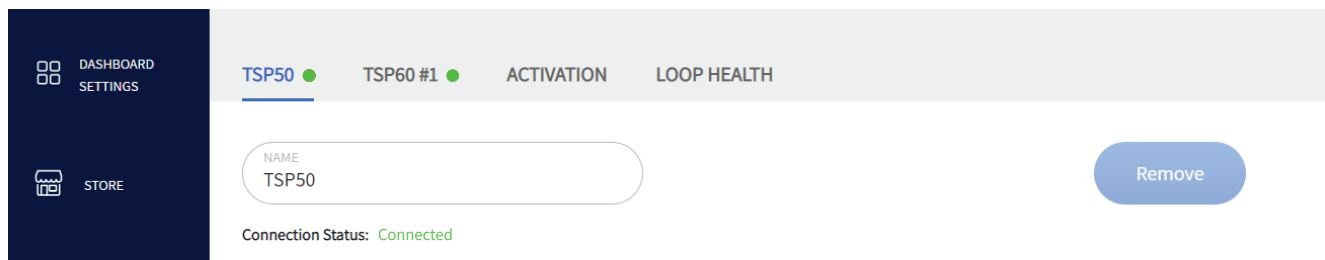 DASHBOARD
SETTINGS
TSP50
TSP60 #1
ACTIVATION
LOOP HEALTH
STORE
NAME
TSP50
Remove
Connection Status: Connected